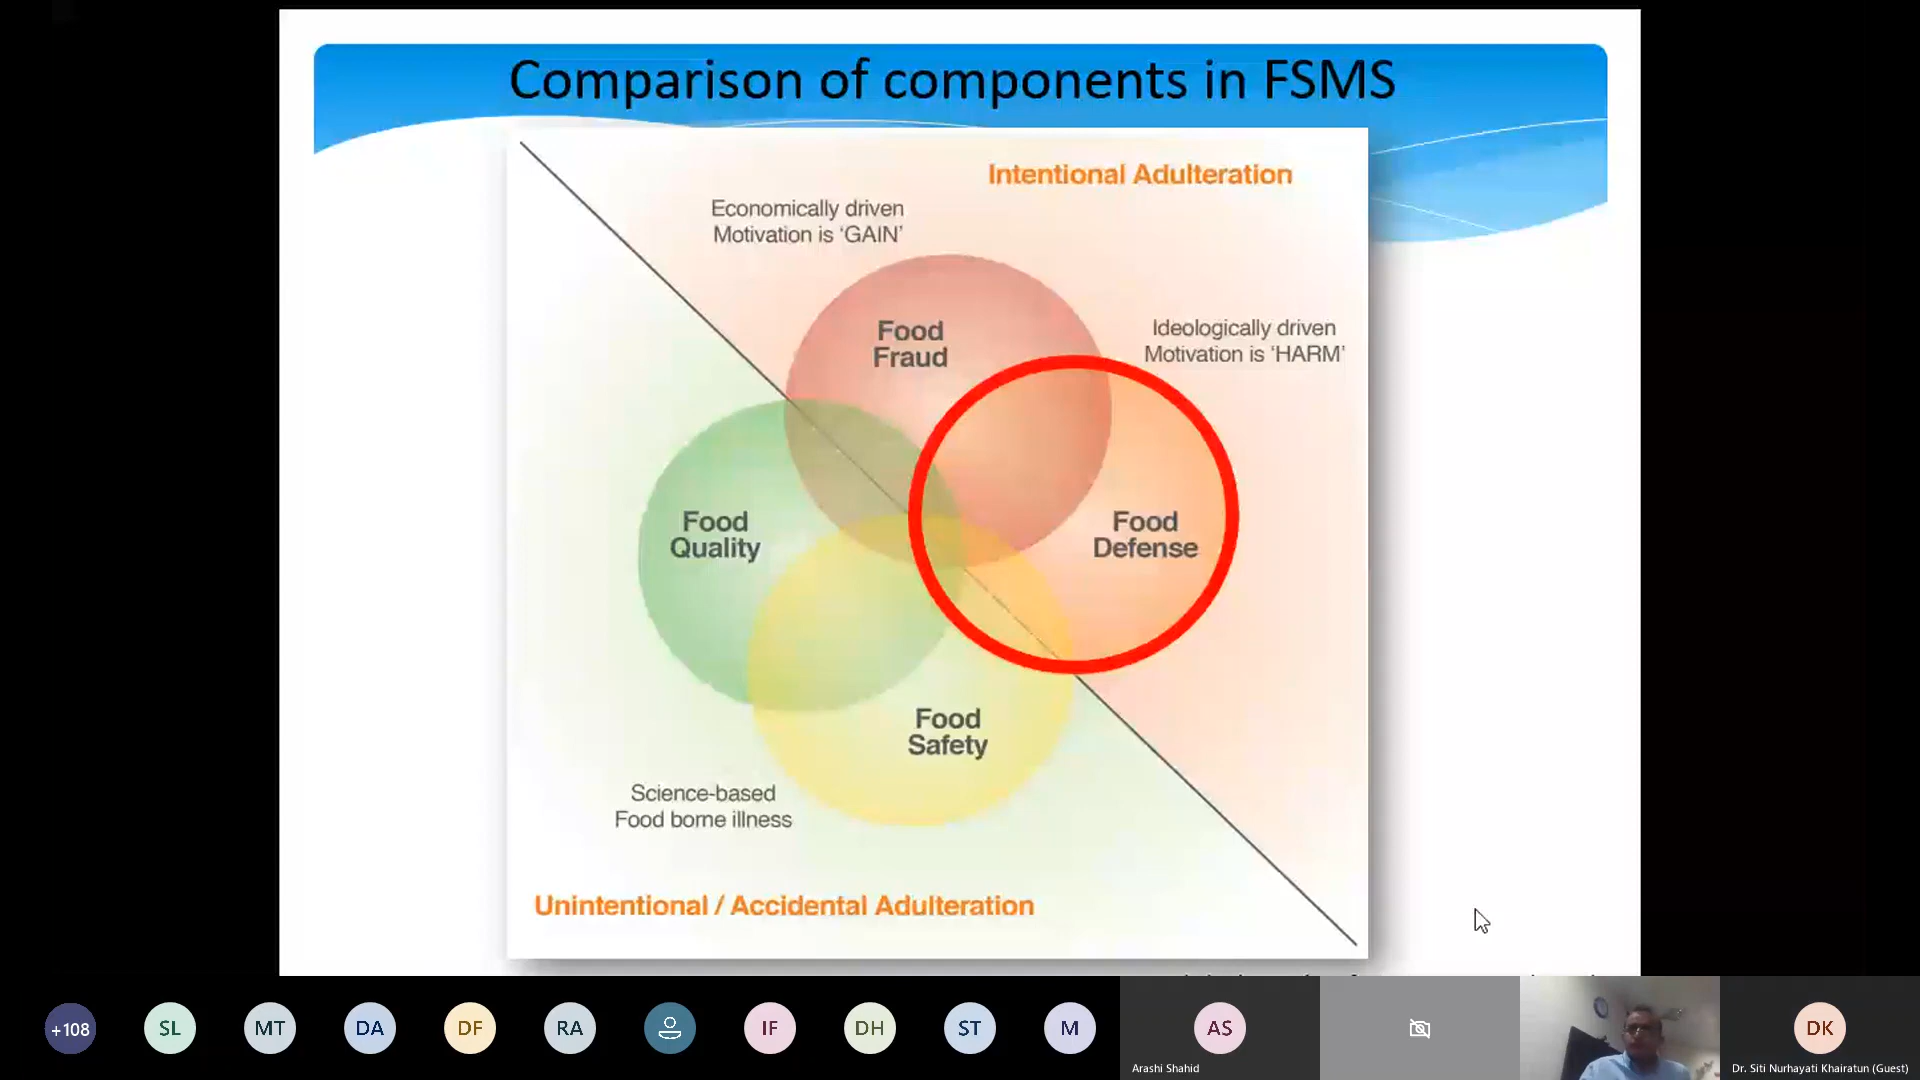 Comparison of components in FSMS
Intentional Adulteration
Economically driven
Motivation is ‘GAIN’
Ideologically driven
Motivation is ‘HARM’
Food
Fraud
Food
Quality
Food
Defense
Food
Safety
Science-based
Food borne illness
Unintentional / Accidental Adulteration
+108
SL
MT
DA
DF
RA
IF
DH
ST
M
AS
DK
Arashi Shahid
Dr. Siti Nurhayati Khairatun (Guest)